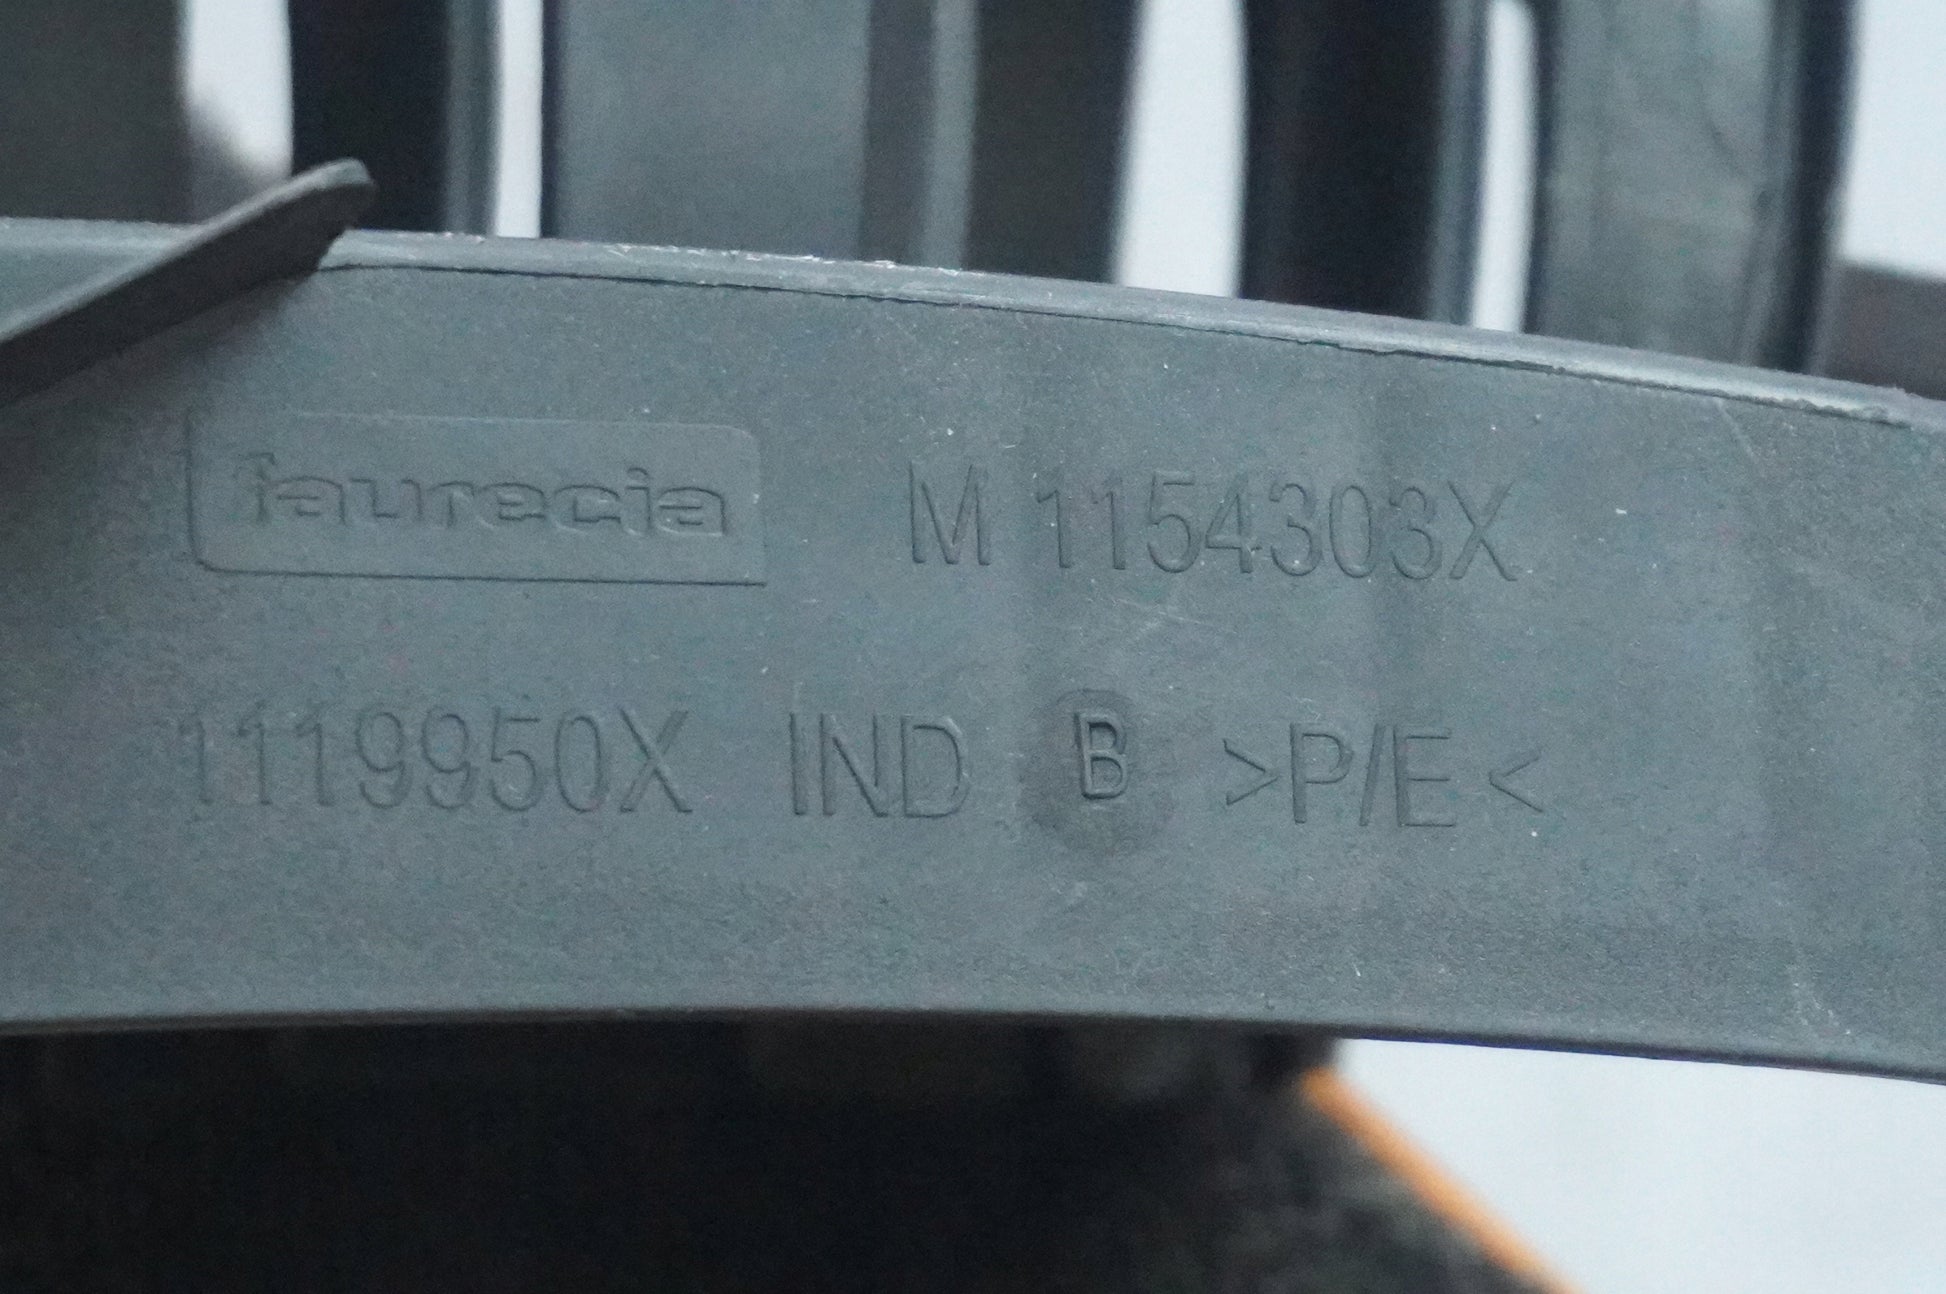 faurecia M 1154303X
1119950X IND B >P/E<